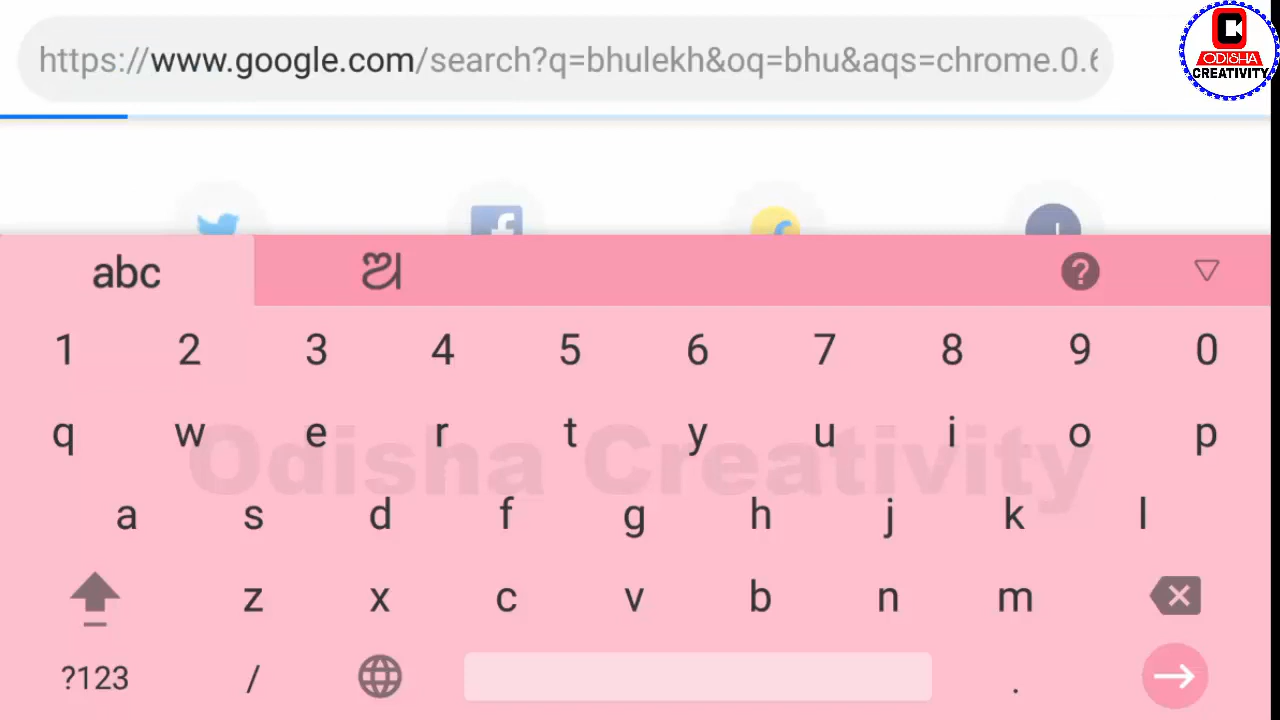 https://www.google.com/search?q=bhulekh&oq=bhu&aqs=chrome.0.6
ODISHA
CREATIVITY
abc
ଅ
?
1 2 3 4 5 6 7 8 9 0
q w e r t y u i o p
Odisha Creativity
a s d f g h j k l
z x c v b n m
?123 / .